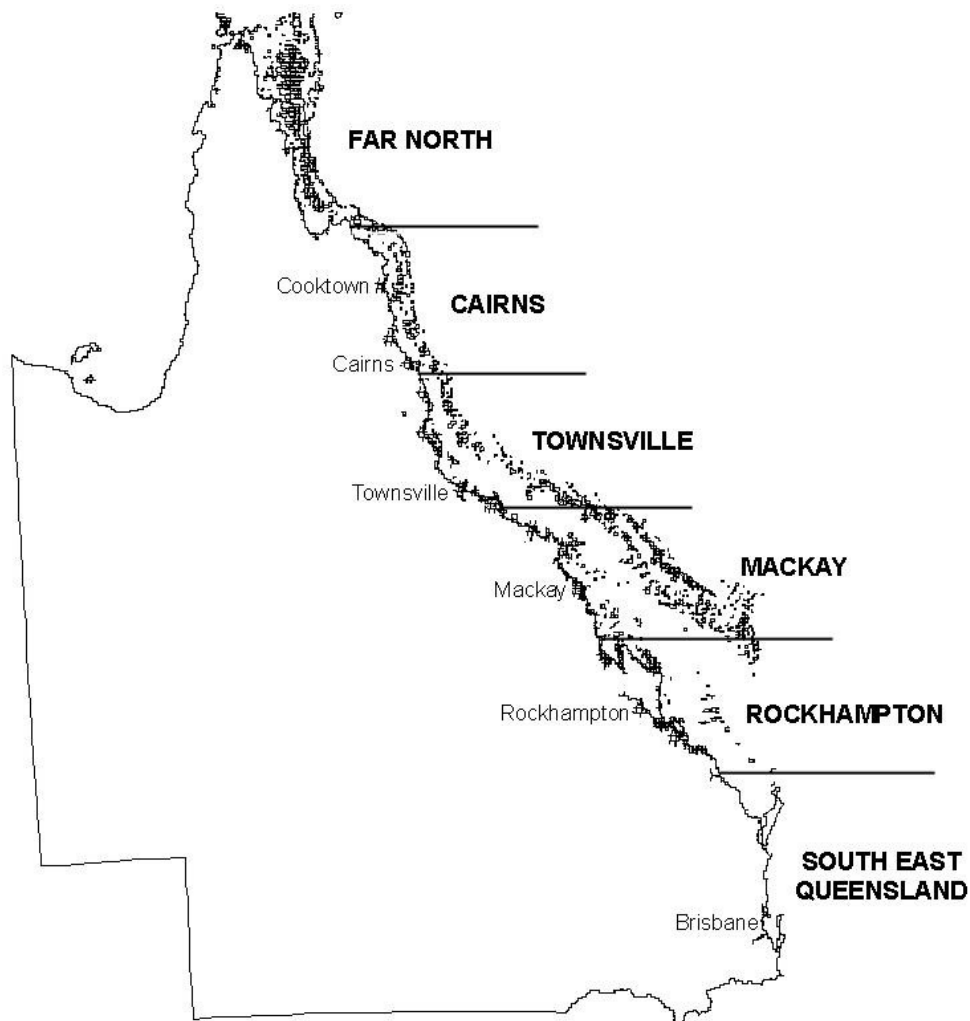 FAR NORTH
Cooktown
CAIRNS
Cairns
TOWNSVILLE
Townsville
MACKAY
Mackay
ROCKHAMPTON
Rockhampton
SOUTH EAST
QUEENSLAND
Brisbane